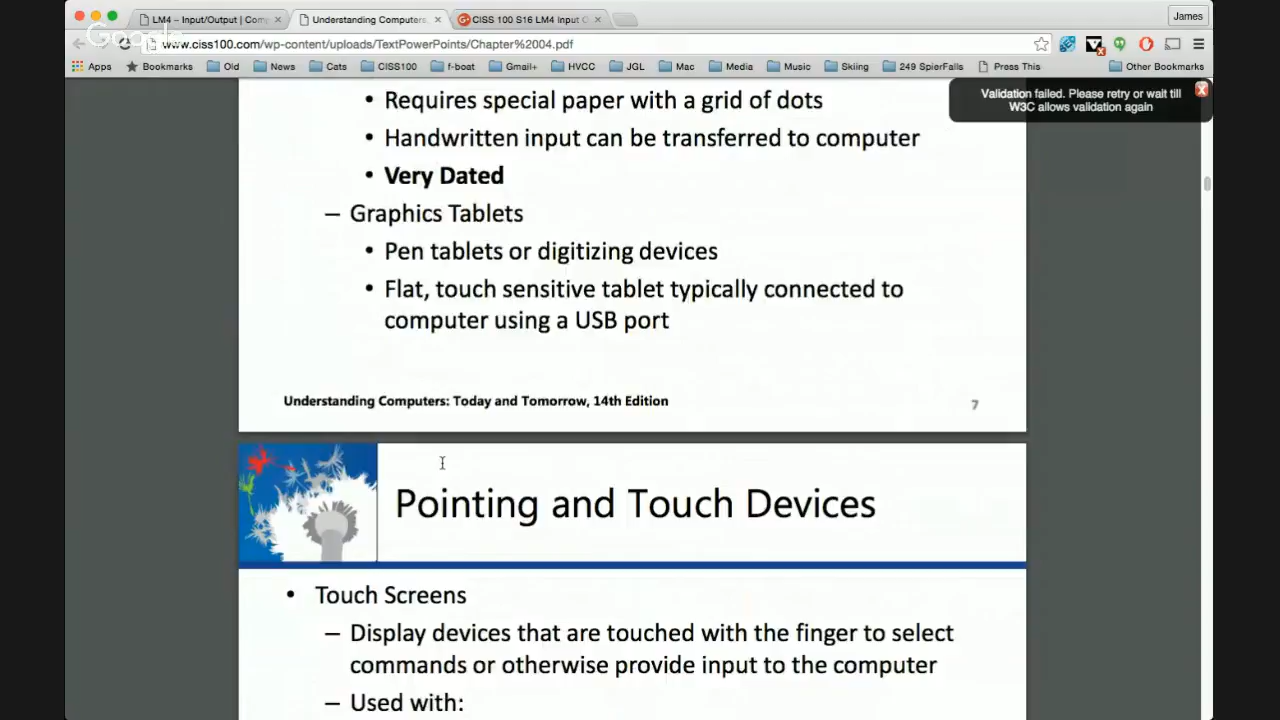 LM4 – Input/Output | Com
Understanding Computers
CISS 100 S16 LM4 Input O
James
Google
www.ciss100.com/wp-content/uploads/TextPowerPoints/Chapter%2004.pdf
Apps
Bookmarks
Old
News
Cats
CISS100
f-boat
Gmail+
HVCC
JGL
Mac
Media
Music
Skiing
249 SpierFalls
Press This
Other Bookmarks
Validation failed. Please retry or wait till
W3C allows validation again
• Requires special paper with a grid of dots
• Handwritten input can be transferred to computer
• Very Dated
– Graphics Tablets
• Pen tablets or digitizing devices
• Flat, touch sensitive tablet typically connected to
computer using a USB port
Understanding Computers: Today and Tomorrow, 14th Edition
7
Pointing and Touch Devices
• Touch Screens
– Display devices that are touched with the finger to select
commands or otherwise provide input to the computer
– Used with: